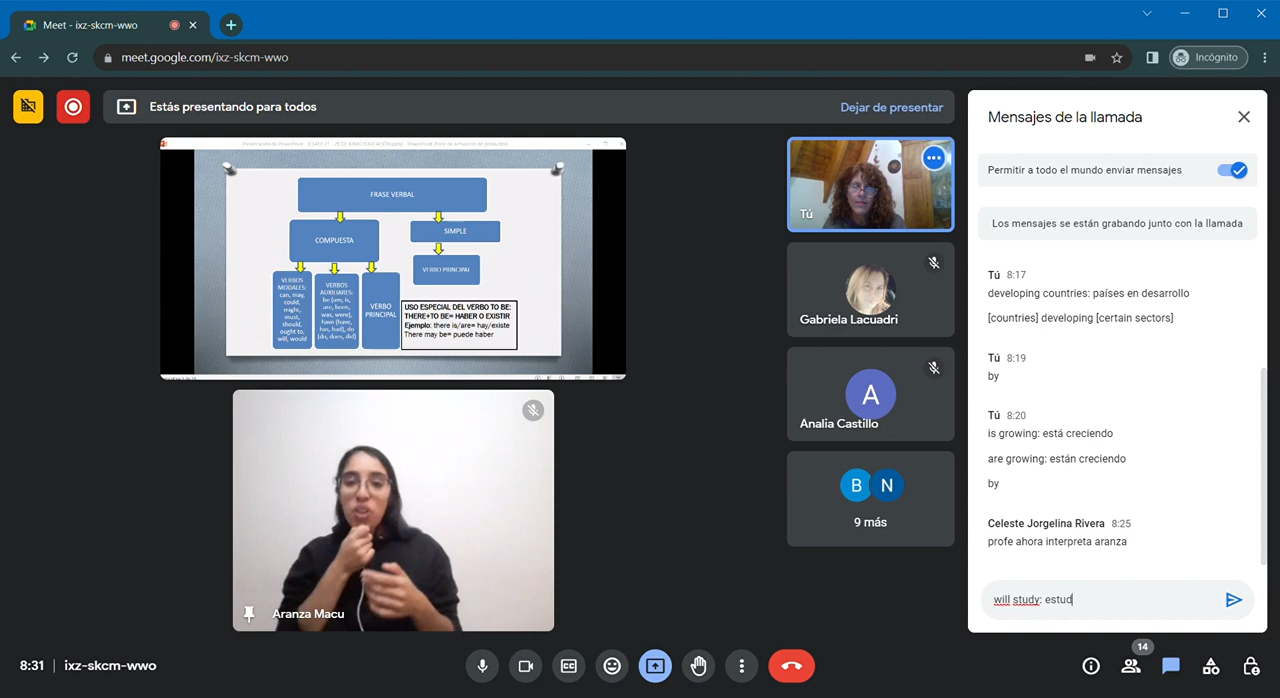 Meet - ixz-skcm-wwo
meet.google.com/ixz-skcm-wwo
Incógnito
Estás presentando para todos
Dejar de presentar
FRASE VERBAL
COMPUESTA
SIMPLE
VERBO PRINCIPAL
VERBOS
MODALES:
can, may,
could,
might,
must,
should,
ought to,
will, would
VERBOS
AUXILIARES:
be (am, is,
are, been,
was, were),
have (have,
has, had), do
(do, does, did)
VERBO
PRINCIPAL
USO ESPECIAL DEL VERBO TO BE:
THERE+TO BE= HABER O EXISTIR
Ejemplo: there is/are= hay/existe
There may be= puede haber
Tú
Gabriela Lacuadri
A
Analia Castillo
B N
9 más
Aranza Macu
Mensajes de la llamada
Permitir a todo el mundo enviar mensajes
Los mensajes se están grabando junto con la llamada
Tú 8:17
developing countries: países en desarrollo
[countries] developing [certain sectors]
Tú 8:19
by
Tú 8:20
is growing: está creciendo
are growing: están creciendo
by
Celeste Jorgelina Rivera 8:25
profe ahora interpreta aranza
will study: estud
8:31 | ixz-skcm-wwo
14